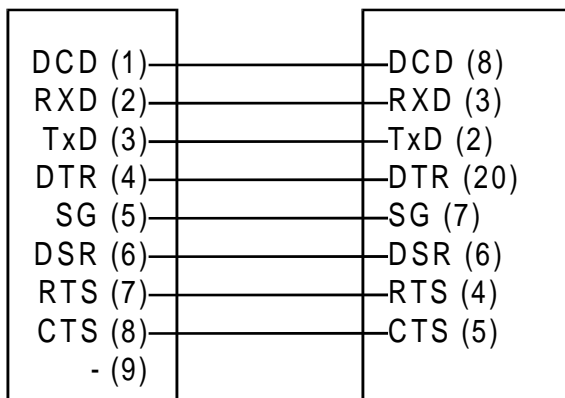 DCD (1) DCD (8)
RXD (2) RXD (3)
TxD (3) TxD (2)
DTR (4) DTR (20)
SG (5) SG (7)
DSR (6) DSR (6)
RTS (7) RTS (4)
CTS (8) CTS (5)
- (9)